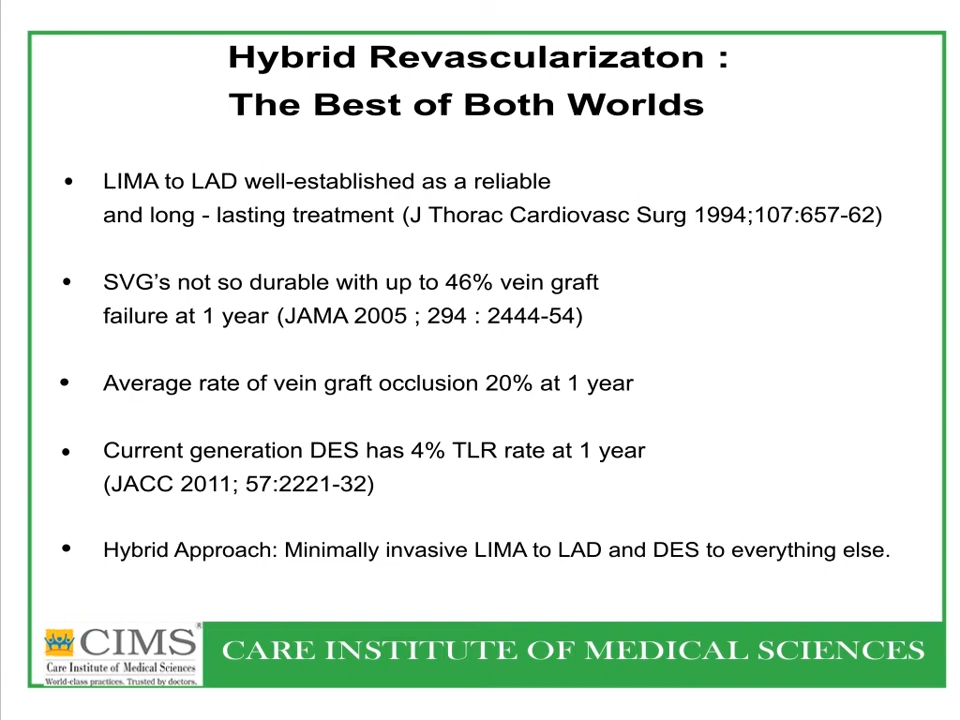 Hybrid Revascularizaton :
The Best of Both Worlds
• LIMA to LAD well-established as a reliable
and long - lasting treatment (J Thorac Cardiovasc Surg 1994;107:657-62)
• SVG's not so durable with up to 46% vein graft
failure at 1 year (JAMA 2005 ; 294 : 2444-54)
• Average rate of vein graft occlusion 20% at 1 year
• Current generation DES has 4% TLR rate at 1 year
(JACC 2011; 57:2221-32)
• Hybrid Approach: Minimally invasive LIMA to LAD and DES to everything else.
CIMS®
Care Institute of Medical Sciences
World-class practices. Trusted by doctors.
CARE INSTITUTE OF MEDICAL SCIENCES